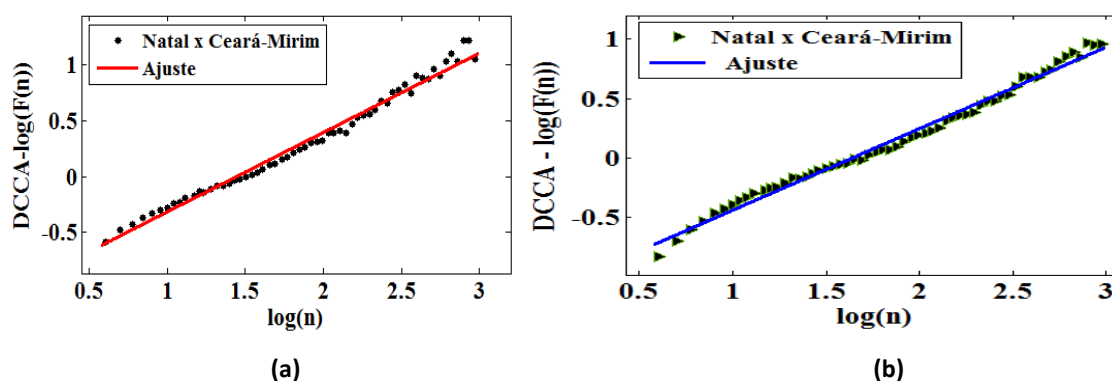 DCCA-log(F(n))
Natal x Ceará-Mirim
Ajuste
1
0.5
0
-0.5
0.5
1
1.5
2
2.5
3
log(n)
(a)
DCCA - log(F(n))
Natal x Ceará-Mirim
Ajuste
1
0.5
0
-0.5
0.5
1
1.5
2
2.5
3
log(n)
(b)